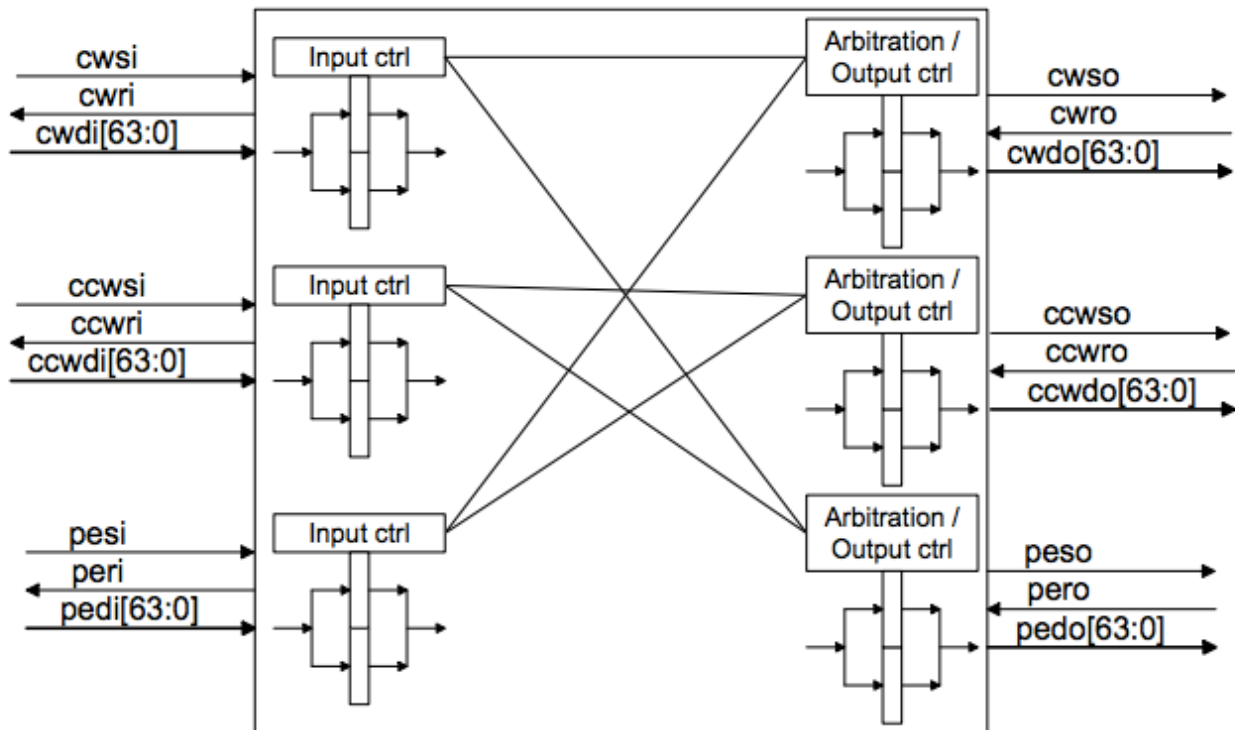 cwsi
cwri
cwdi[63:0]
Input ctrl
Arbitration /
Output ctrl
cwso
cwro
cwdo[63:0]
ccwsi
ccwri
ccwdi[63:0]
Input ctrl
Arbitration /
Output ctrl
ccwso
ccwro
ccwdo[63:0]
pesi
peri
pedi[63:0]
Input ctrl
Arbitration /
Output ctrl
peso
pero
pedo[63:0]